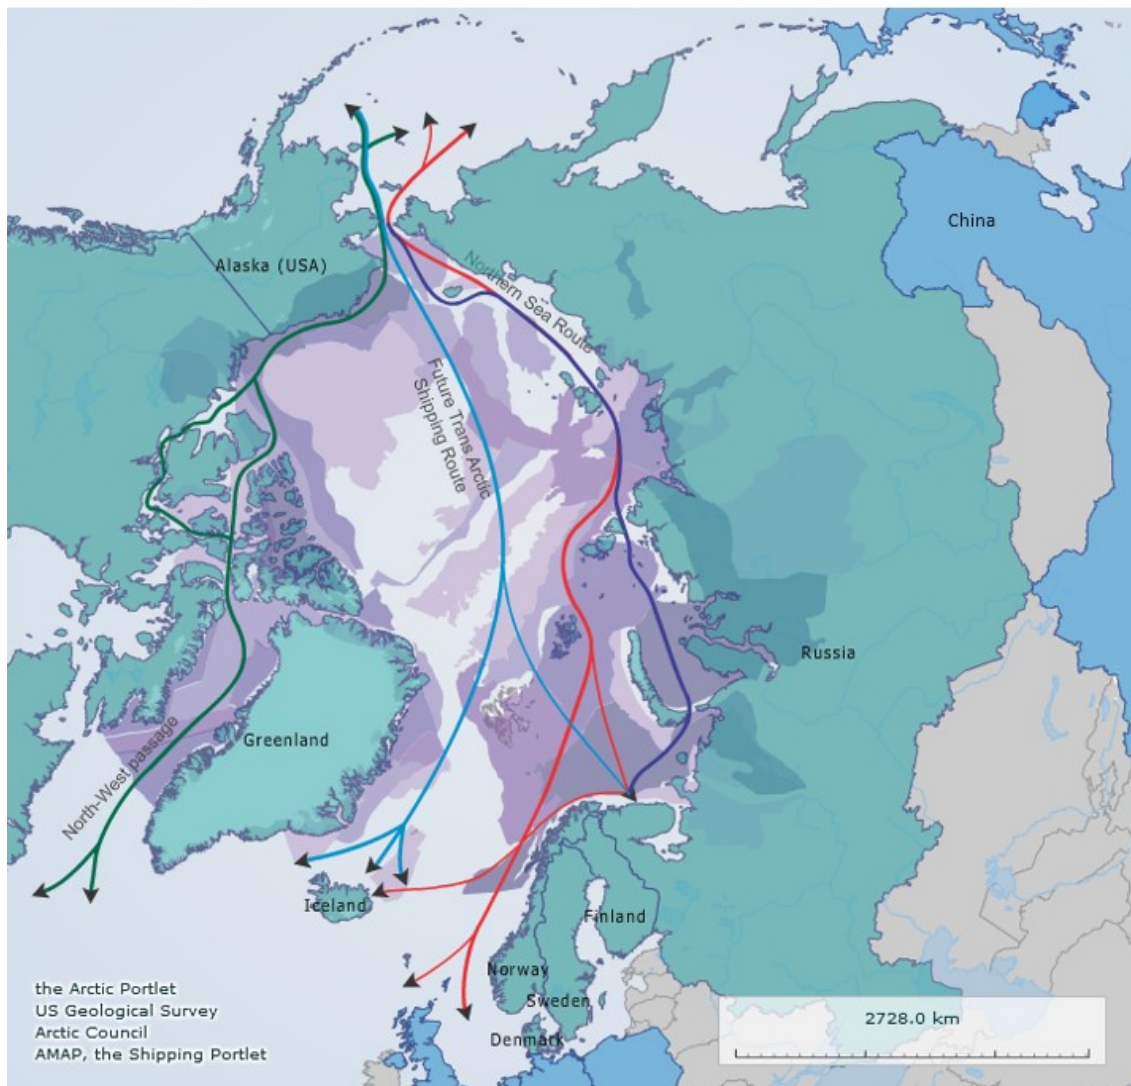 China
Alaska (USA)
Northern Sea Route
Future Trans Arctic
Shipping Route
Russia
Greenland
North-West passage
Iceland
Finland
Norway
Sweden
Denmark
the Arctic Portlet
US Geological Survey
Arctic Council
AMAP, the Shipping Portlet
2728.0 km